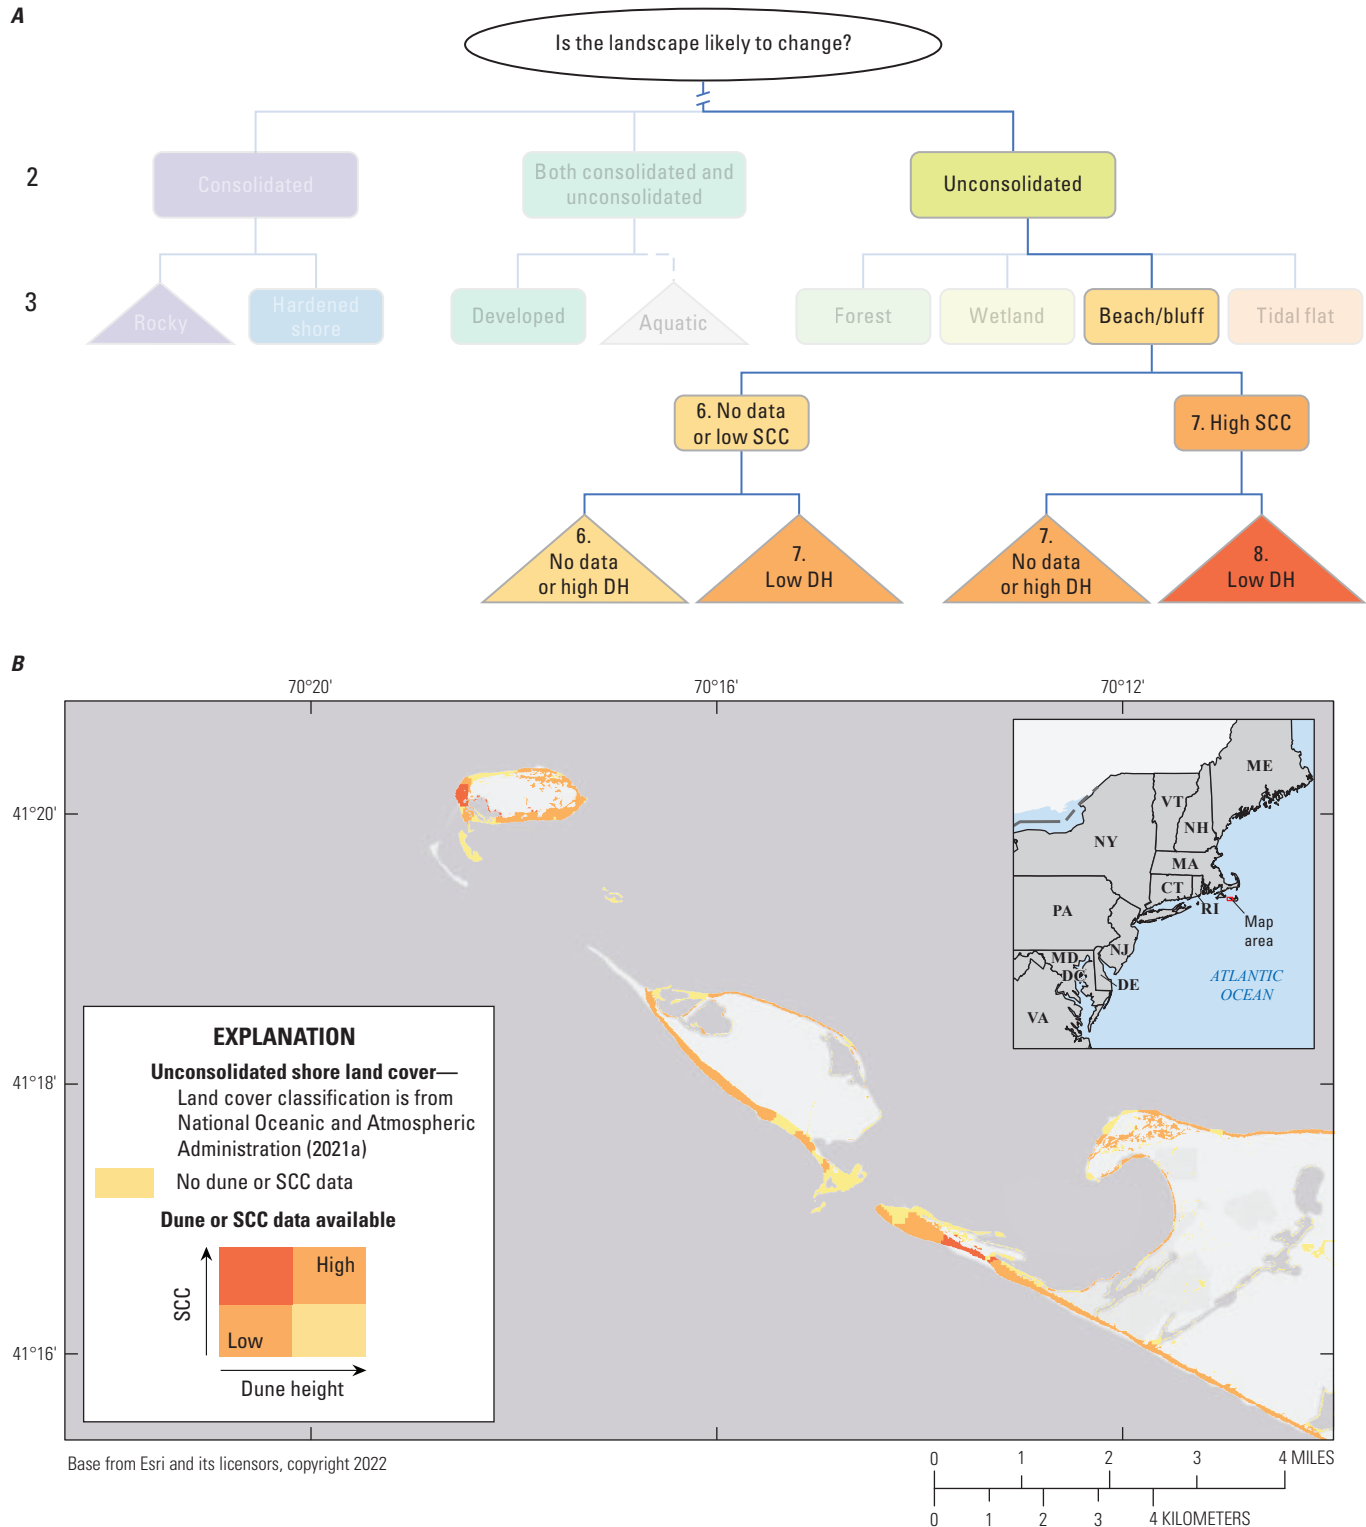 A
Is the landscape likely to change?
2
Consolidated
Both consolidated and
unconsolidated
Unconsolidated
3
Rocky
Hardened
shore
Developed
Aquatic
Forest
Wetland
Beach/bluff
Tidal flat
6. No data
or low SCC
7. High SCC
6.
No data
or high DH
7.
Low DH
7.
No data
or high DH
8.
Low DH
B
70°20'
70°16'
70°12'
41°20'
41°18'
41°16'
ME
VT
NH
NY
MA
CT
RI
PA
NJ
MD
DC
DE
VA
Map
area
ATLANTIC
OCEAN
EXPLANATION
Unconsolidated shore land cover—
Land cover classification is from
National Oceanic and Atmospheric
Administration (2021a)
No dune or SCC data
Dune or SCC data available
High
Low
SCC
Dune height
Base from Esri and its licensors, copyright 2022
0 1 2 3 4 MILES
0 1 2 3 4 KILOMETERS